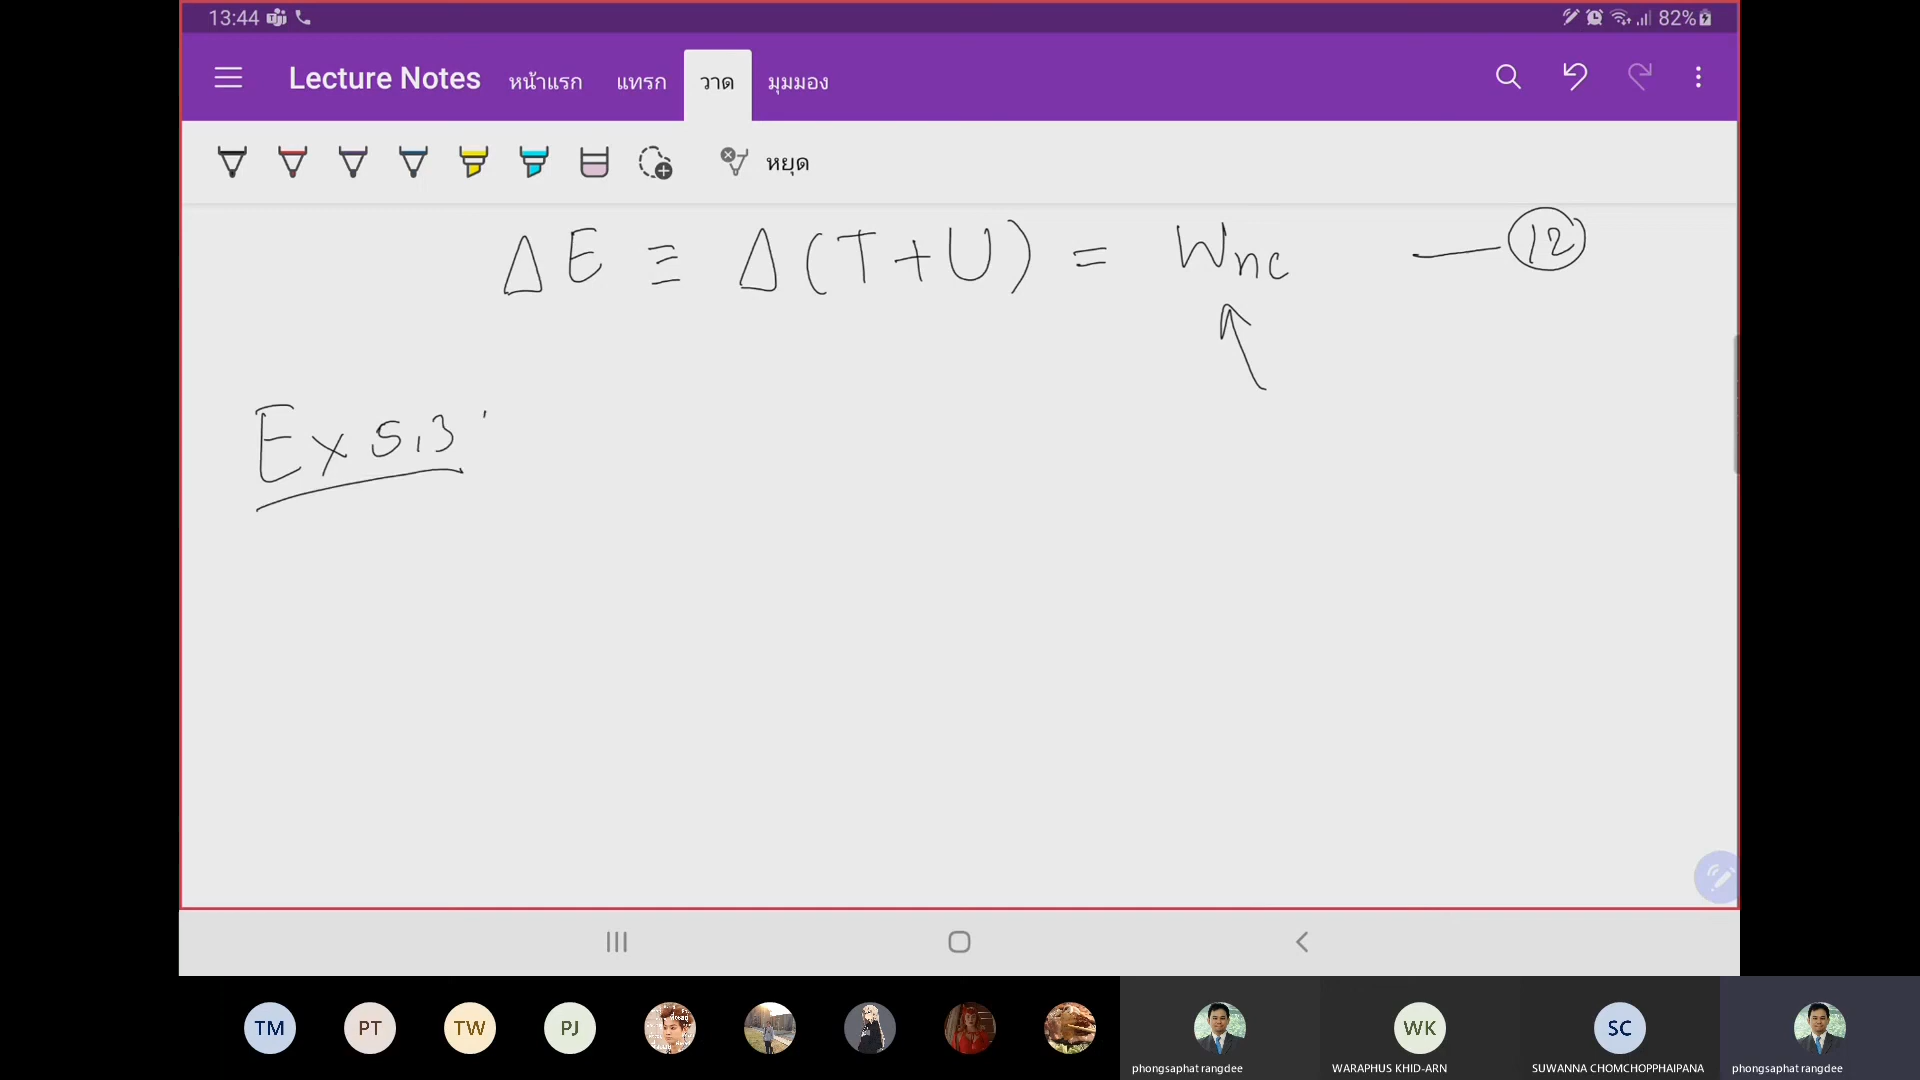 13:44 82%
Lecture Notes หน้าแรก แทรก วาด มุมมอง
หยุด
ΔE ≡ Δ(T+U) = Wnc — 12
Ex 5.3
TM PT TW PJ WK SC
phongsaphat rangdee WARAPHUS KHID-ARN SUWANNA CHOMCHOPPHAIPANA phongsaphat rangdee